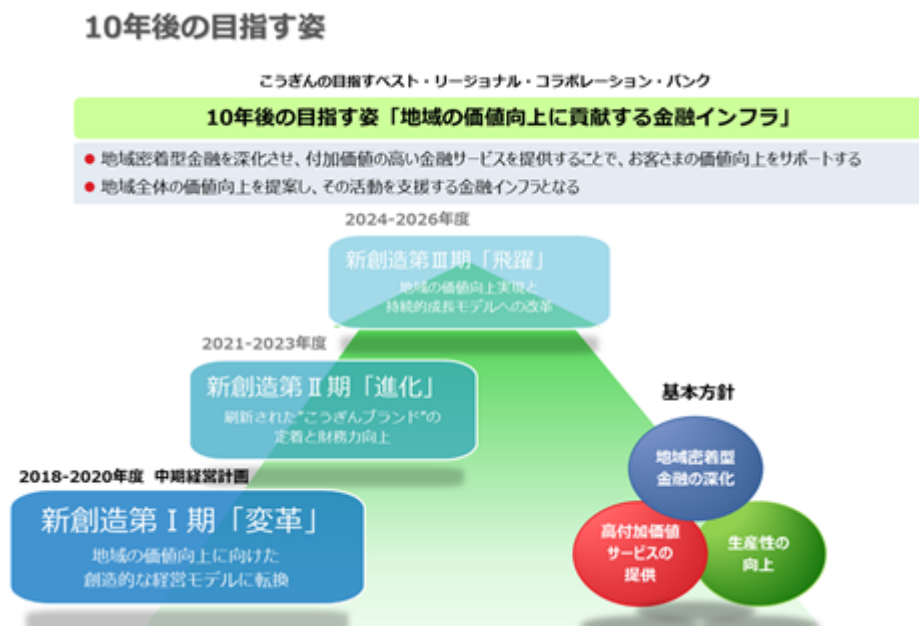 10年後の目指す姿
こうぎんの目指すベスト・リージョナル・コラボレーション・バンク
10年後の目指す姿「地域の価値向上に貢献する金融インフラ」
● 地域密着型金融を深化させ、付加価値の高い金融サービスを提供することで、お客さまの価値向上をサポートする
● 地域全体の価値向上を提案し、その活動を支援する金融インフラとなる
2024-2026年度
新創造第Ⅲ期「飛躍」
地域の価値向上実現と
持続的成長モデルへの改革
2021-2023年度
新創造第Ⅱ期「進化」
刷新された"こうぎんブランド"の
定着と財務力向上
2018-2020年度 中期経営計画
新創造第Ⅰ期「変革」
地域の価値向上に向けた
創造的な経営モデルに転換
基本方針
地域密着型
金融の深化
高付加価値
サービスの
提供
生産性の
向上